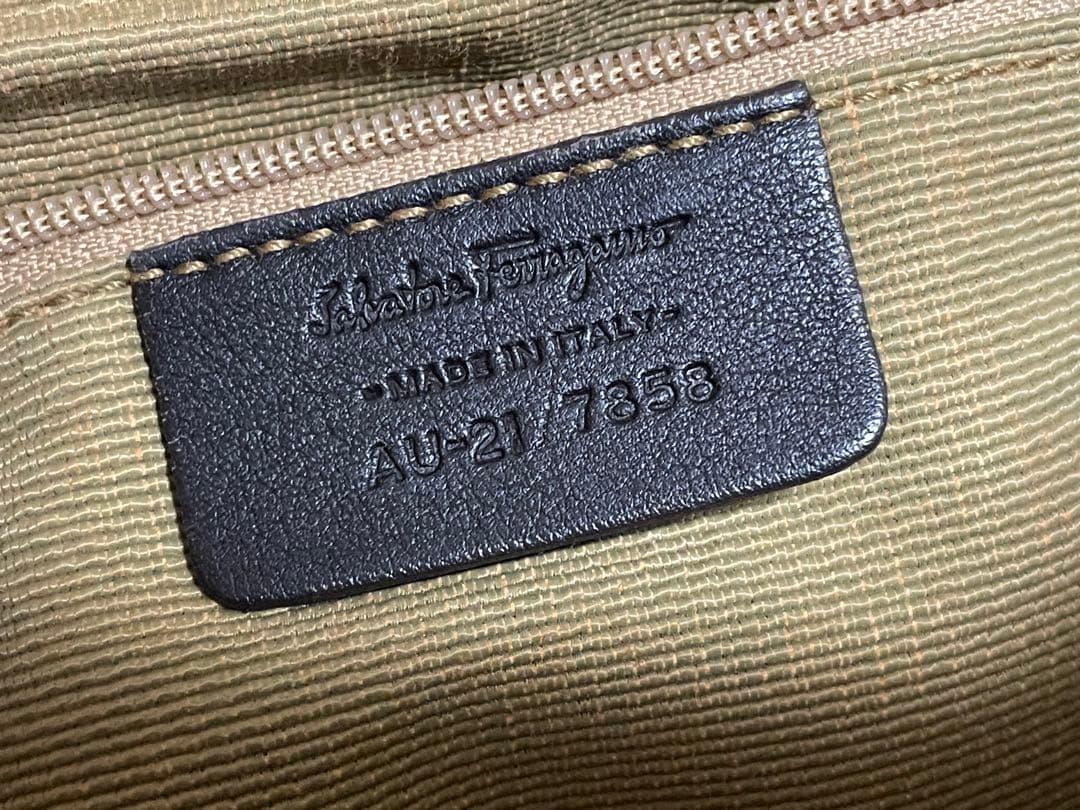 Salvatore Ferragamo
-MADE IN ITALY-
AU-21/7858